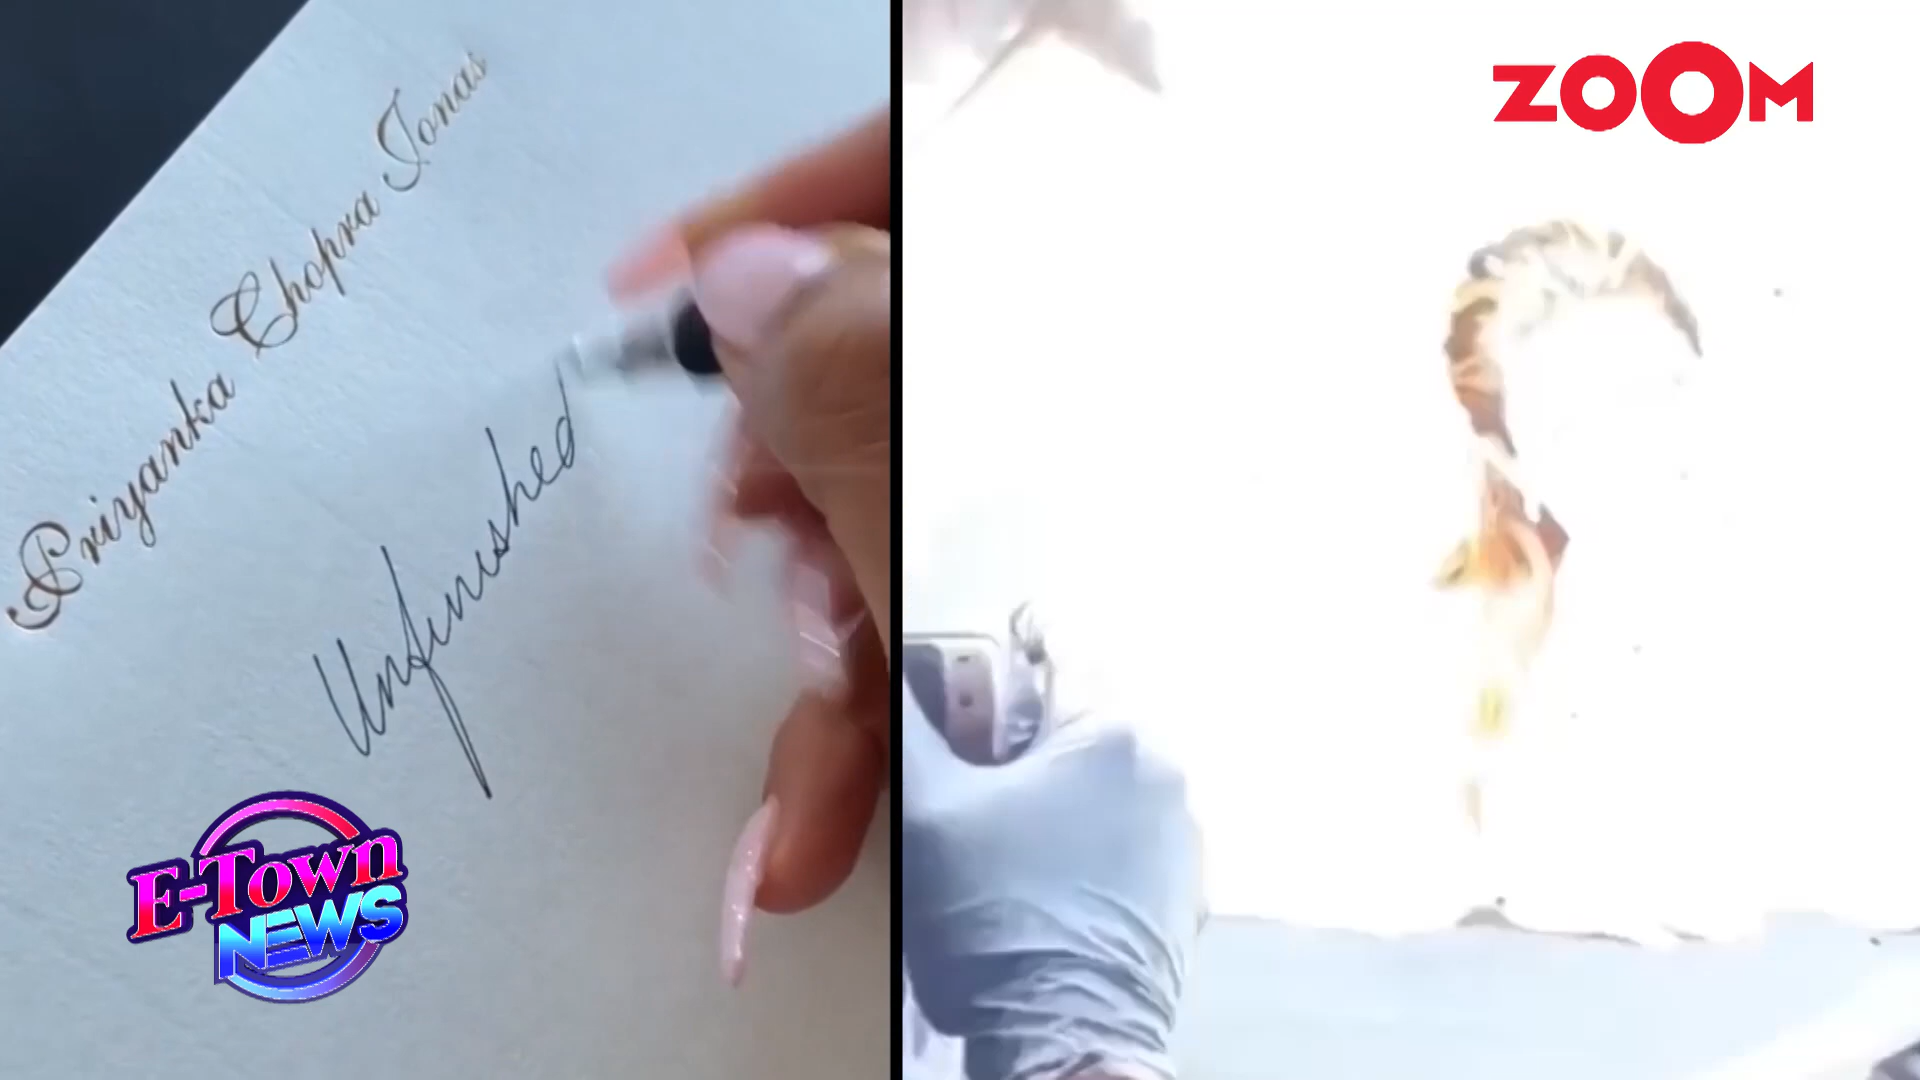 Priyanka Chopra Jonas
Unfinished
ZOOM
E-TOWN
NEWS